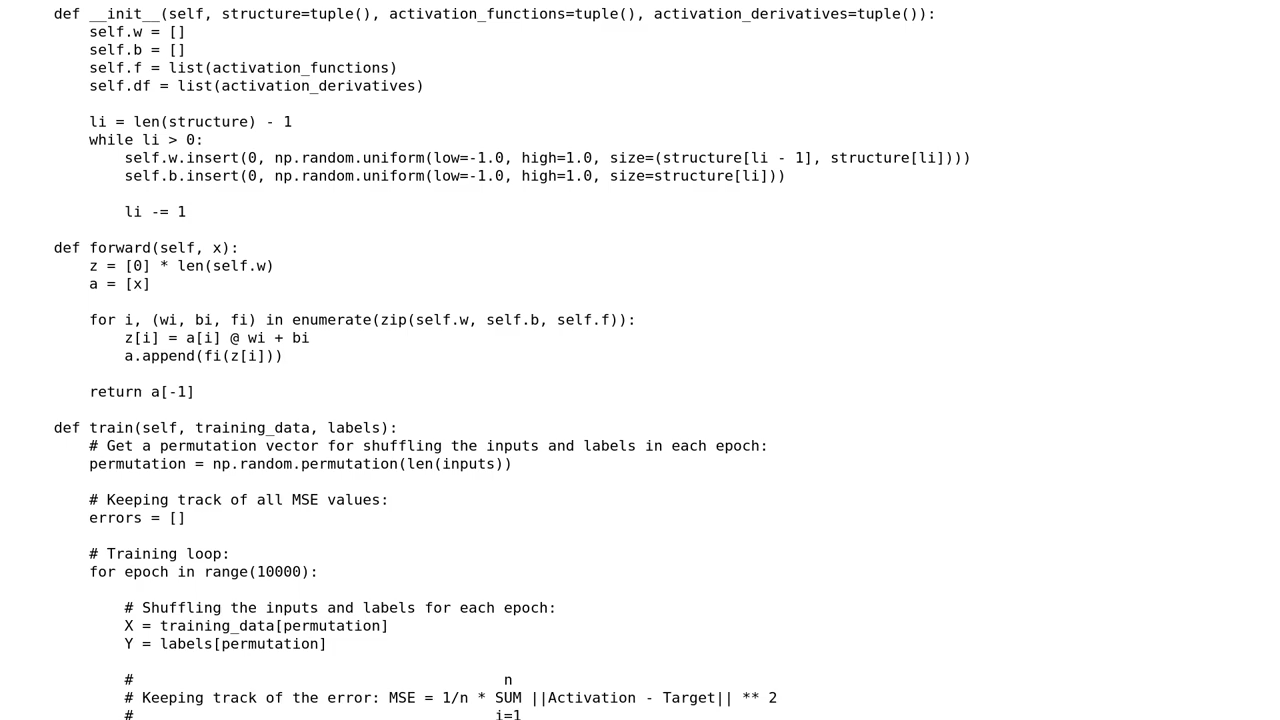 def __init__(self, structure=tuple(), activation_functions=tuple(), activation_derivatives=tuple()):
    self.w = []
    self.b = []
    self.f = list(activation_functions)
    self.df = list(activation_derivatives)

    li = len(structure) - 1
    while li > 0:
        self.w.insert(0, np.random.uniform(low=-1.0, high=1.0, size=(structure[li - 1], structure[li])))
        self.b.insert(0, np.random.uniform(low=-1.0, high=1.0, size=structure[li]))

        li -= 1

def forward(self, x):
    z = [0] * len(self.w)
    a = [x]

    for i, (wi, bi, fi) in enumerate(zip(self.w, self.b, self.f)):
        z[i] = a[i] @ wi + bi
        a.append(fi(z[i]))

    return a[-1]

def train(self, training_data, labels):
    # Get a permutation vector for shuffling the inputs and labels in each epoch:
    permutation = np.random.permutation(len(inputs))

    # Keeping track of all MSE values:
    errors = []

    # Training loop:
    for epoch in range(10000):

        # Shuffling the inputs and labels for each epoch:
        X = training_data[permutation]
        Y = labels[permutation]

        #                                          n
        # Keeping track of the error: MSE = 1/n * SUM ||Activation - Target|| ** 2
        #                                         i=1